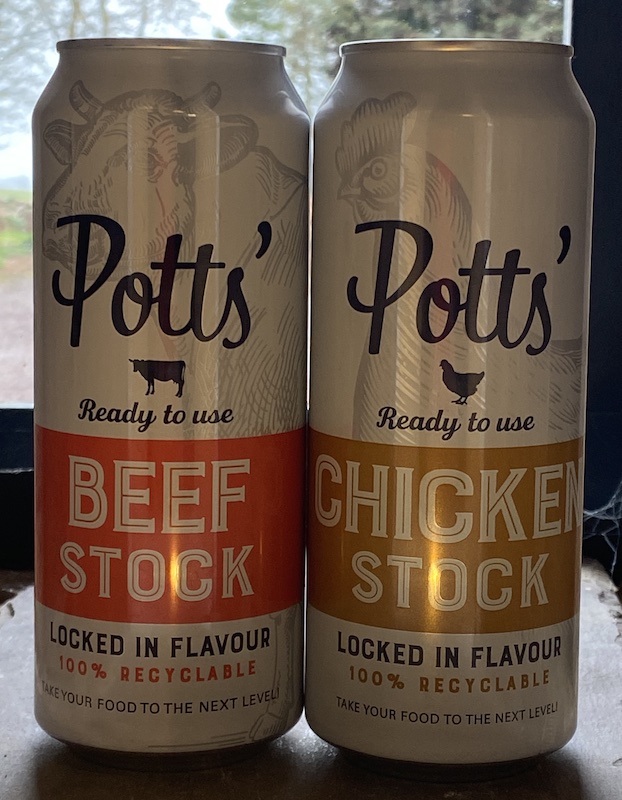 Potts'
Ready to use
BEEF
STOCK
LOCKED IN FLAVOUR
100% RECYCLABLE
TAKE YOUR FOOD TO THE NEXT LEVEL!
Potts'
Ready to use
CHICKEN
STOCK
LOCKED IN FLAVOUR
100% RECYCLABLE
TAKE YOUR FOOD TO THE NEXT LEVEL!